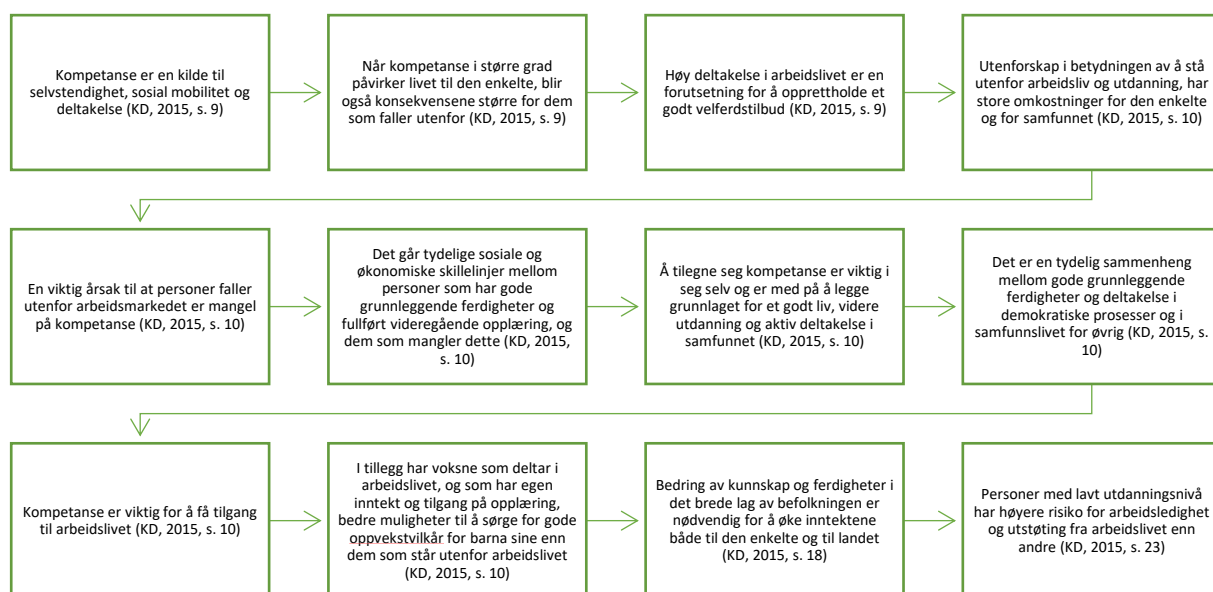 Kompetanse er en kilde til
selvstendighet, sosial mobilitet og
deltakelse (KD, 2015, s. 9)
Når kompetanse i større grad
påvirker livet til den enkelte, blir
også konsekvensene større for dem
som faller utenfor (KD, 2015, s. 9)
Høy deltakelse i arbeidslivet er en
forutsetning for å opprettholde et
godt velferdstilbud (KD, 2015, s. 9)
Utenforskap i betydningen av å stå
utenfor arbeidsliv og utdanning, har
store omkostninger for den enkelte
og for samfunnet (KD, 2015, s. 10)
En viktig årsak til at personer faller
utenfor arbeidsmarkedet er mangel
på kompetanse (KD, 2015, s. 10)
Det går tydelige sosiale og
økonomiske skillelinjer mellom
personer som har gode
grunnleggende ferdigheter og
fullført videregående opplæring, og
dem som mangler dette (KD, 2015,
s. 10)
Å tilegne seg kompetanse er viktig i
seg selv og er med på å legge
grunnlaget for et godt liv, videre
utdanning og aktiv deltakelse i
samfunnet (KD, 2015, s. 10)
Det er en tydelig sammenheng
mellom gode grunnleggende
ferdigheter og deltakelse i
demokratiske prosesser og i
samfunnslivet for øvrig (KD, 2015, s.
10)
Kompetanse er viktig for å få tilgang
til arbeidslivet (KD, 2015, s. 10)
I tillegg har voksne som deltar i
arbeidslivet, og som har egen
inntekt og tilgang på opplæring,
bedre muligheter til å sørge for gode
oppvekstvilkår for barna sine enn
dem som står utenfor arbeidslivet
(KD, 2015, s. 10)
Bedring av kunnskap og ferdigheter i
det brede lag av befolkningen er
nødvendig for å øke inntektene
både til den enkelte og til landet
(KD, 2015, s. 18)
Personer med lavt utdanningsnivå
har høyere risiko for arbeidsledighet
og utstøting fra arbeidslivet enn
andre (KD, 2015, s. 23)